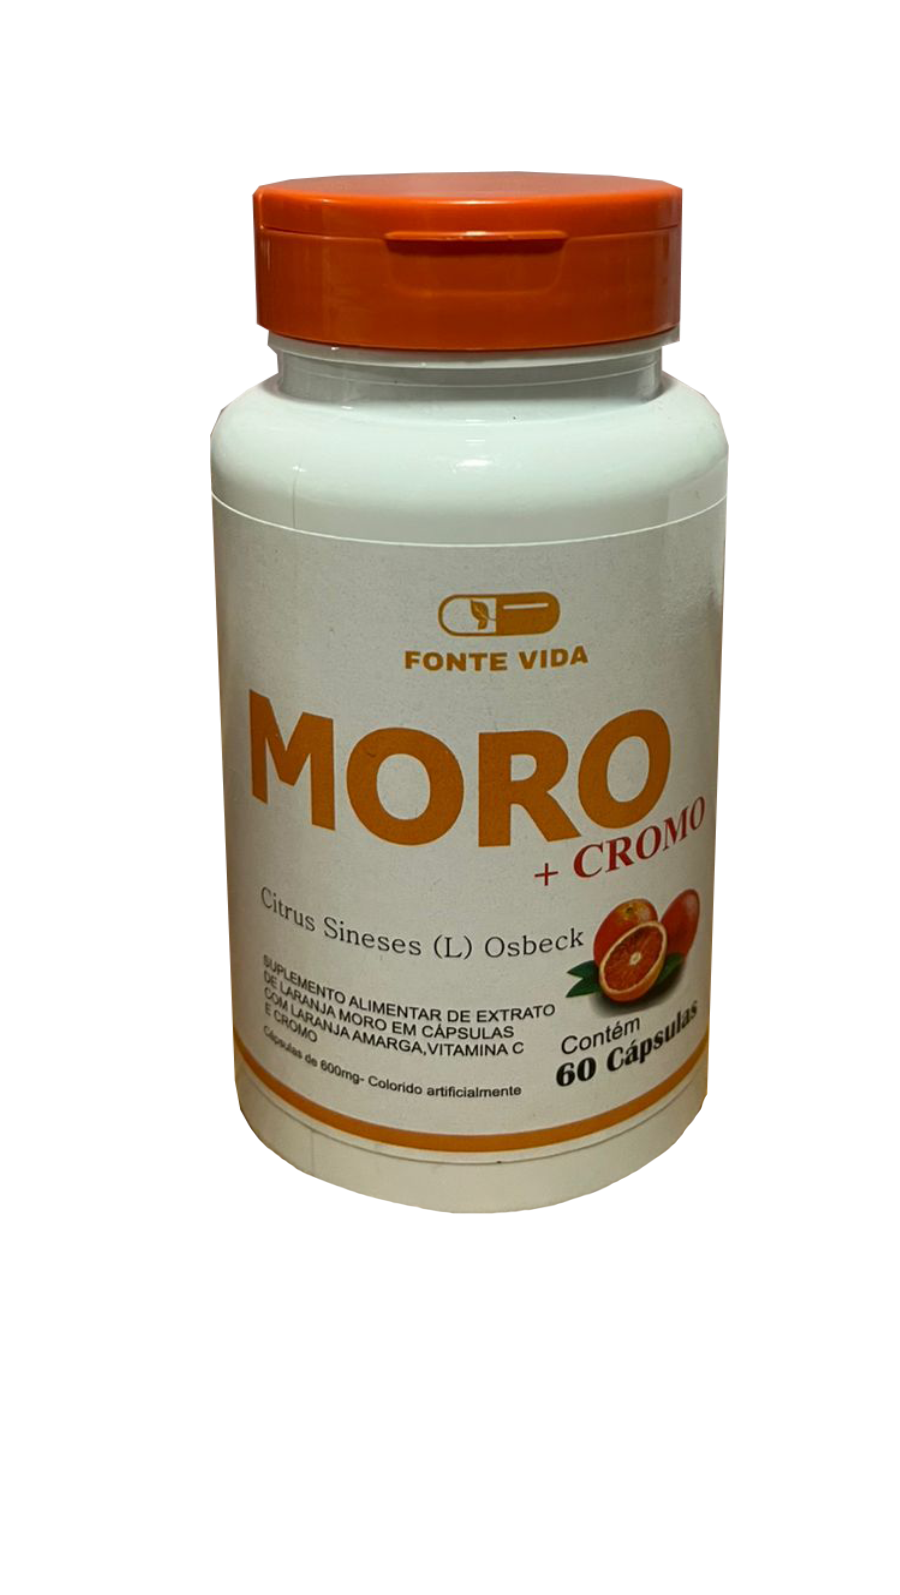 FONTE VIDA
MORO
+ CROMO
Citrus Sineses (L) Osbeck
SUPLEMENTO ALIMENTAR DE EXTRATO
DE LARANJA MORO EM CÁPSULAS
COM LARANJA AMARGA,VITAMINA C
E CROMO
Cápsulas de 600mg- Colorido artificialmente
Contém
60 Cápsulas